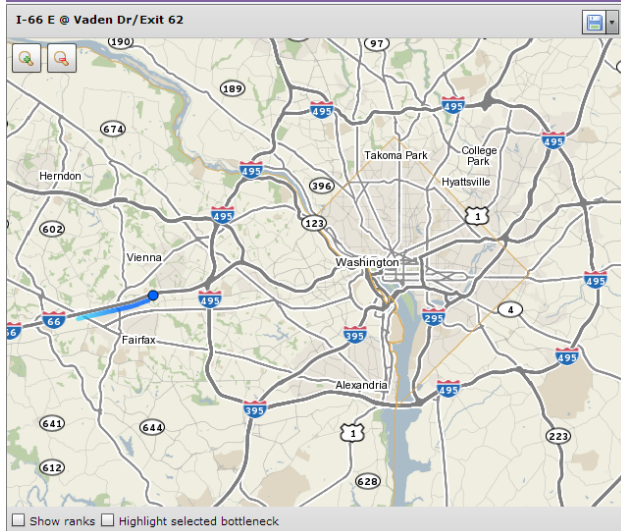 I-66 E @ Vaden Dr/Exit 62
190
97
189
495
495
495
674
Takoma Park
College
Park
495
Herndon
396
Hyattsville
495
1
602
123
Vienna
Washington
495
66
66
4
295
Fairfax
395
495
Alexandria
495
395
641
644
1
223
612
628
Show ranks
Highlight selected bottleneck